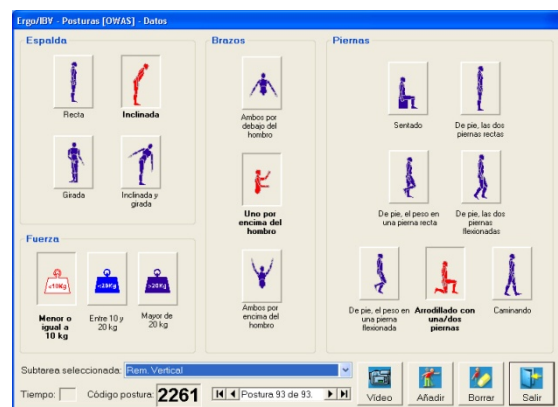 Ergo/IBV - Posturas [OWAS] - Datos
Espalda
Recta
Inclinada
Girada
Inclinada y
girada
Fuerza
<10KG
<20KG
>20KG
Menor o
igual a
10 kg
Entre 10 y
20 kg
Mayor de
20 kg
Brazos
Ambos por
debajo del
hombro
Uno por
encima del
hombro
Ambos por
encima del
hombro
Piernas
Sentado
De pie, las dos
piernas rectas
De pie, el peso en
una pierna recta
De pie, las dos
piernas
flexionadas
De pie, el peso en
una pierna
flexionada
Arrodillado con
una/dos
piernas
Caminando
Subtarea seleccionada: Rem. Vertical
Tiempo:
Código postura: 2261
Postura 93 de 93.
Vídeo
Añadir
Borrar
Salir